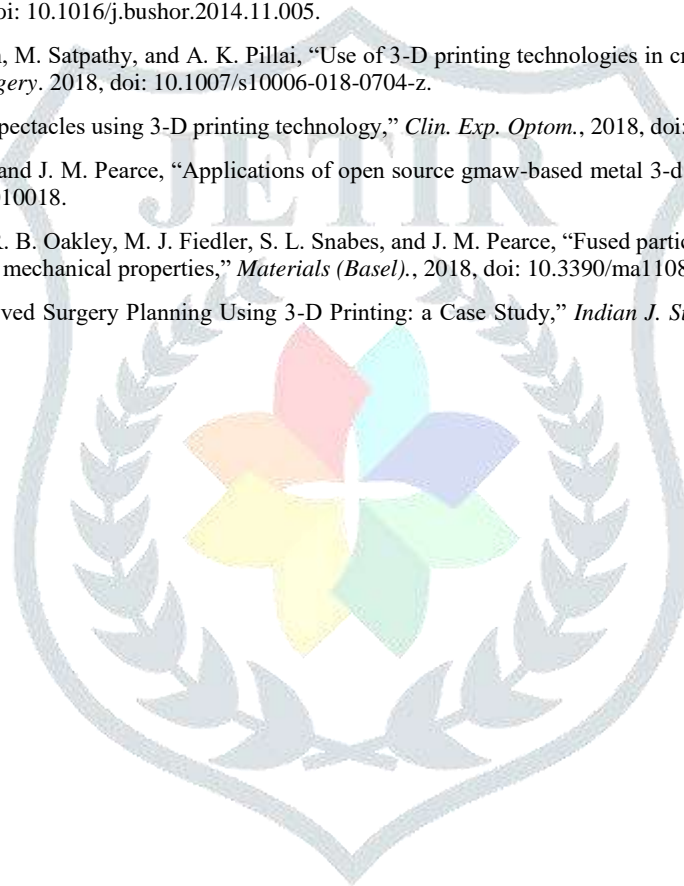 oi: 10.1016/j.bushor.2014.11.005.
, M. Satpathy, and A. K. Pillai, “Use of 3-D printing technologies in cr
gery. 2018, doi: 10.1007/s10006-018-0704-z.
pectacles using 3-D printing technology,” Clin. Exp. Optom., 2018, doi:
and J. M. Pearce, “Applications of open source gmaw-based metal 3-d
10018.
R. B. Oakley, M. J. Fiedler, S. L. Snabes, and J. M. Pearce, “Fused partic
mechanical properties,” Materials (Basel)., 2018, doi: 10.3390/ma1108
ved Surgery Planning Using 3-D Printing: a Case Study,” Indian J. S
JETIR